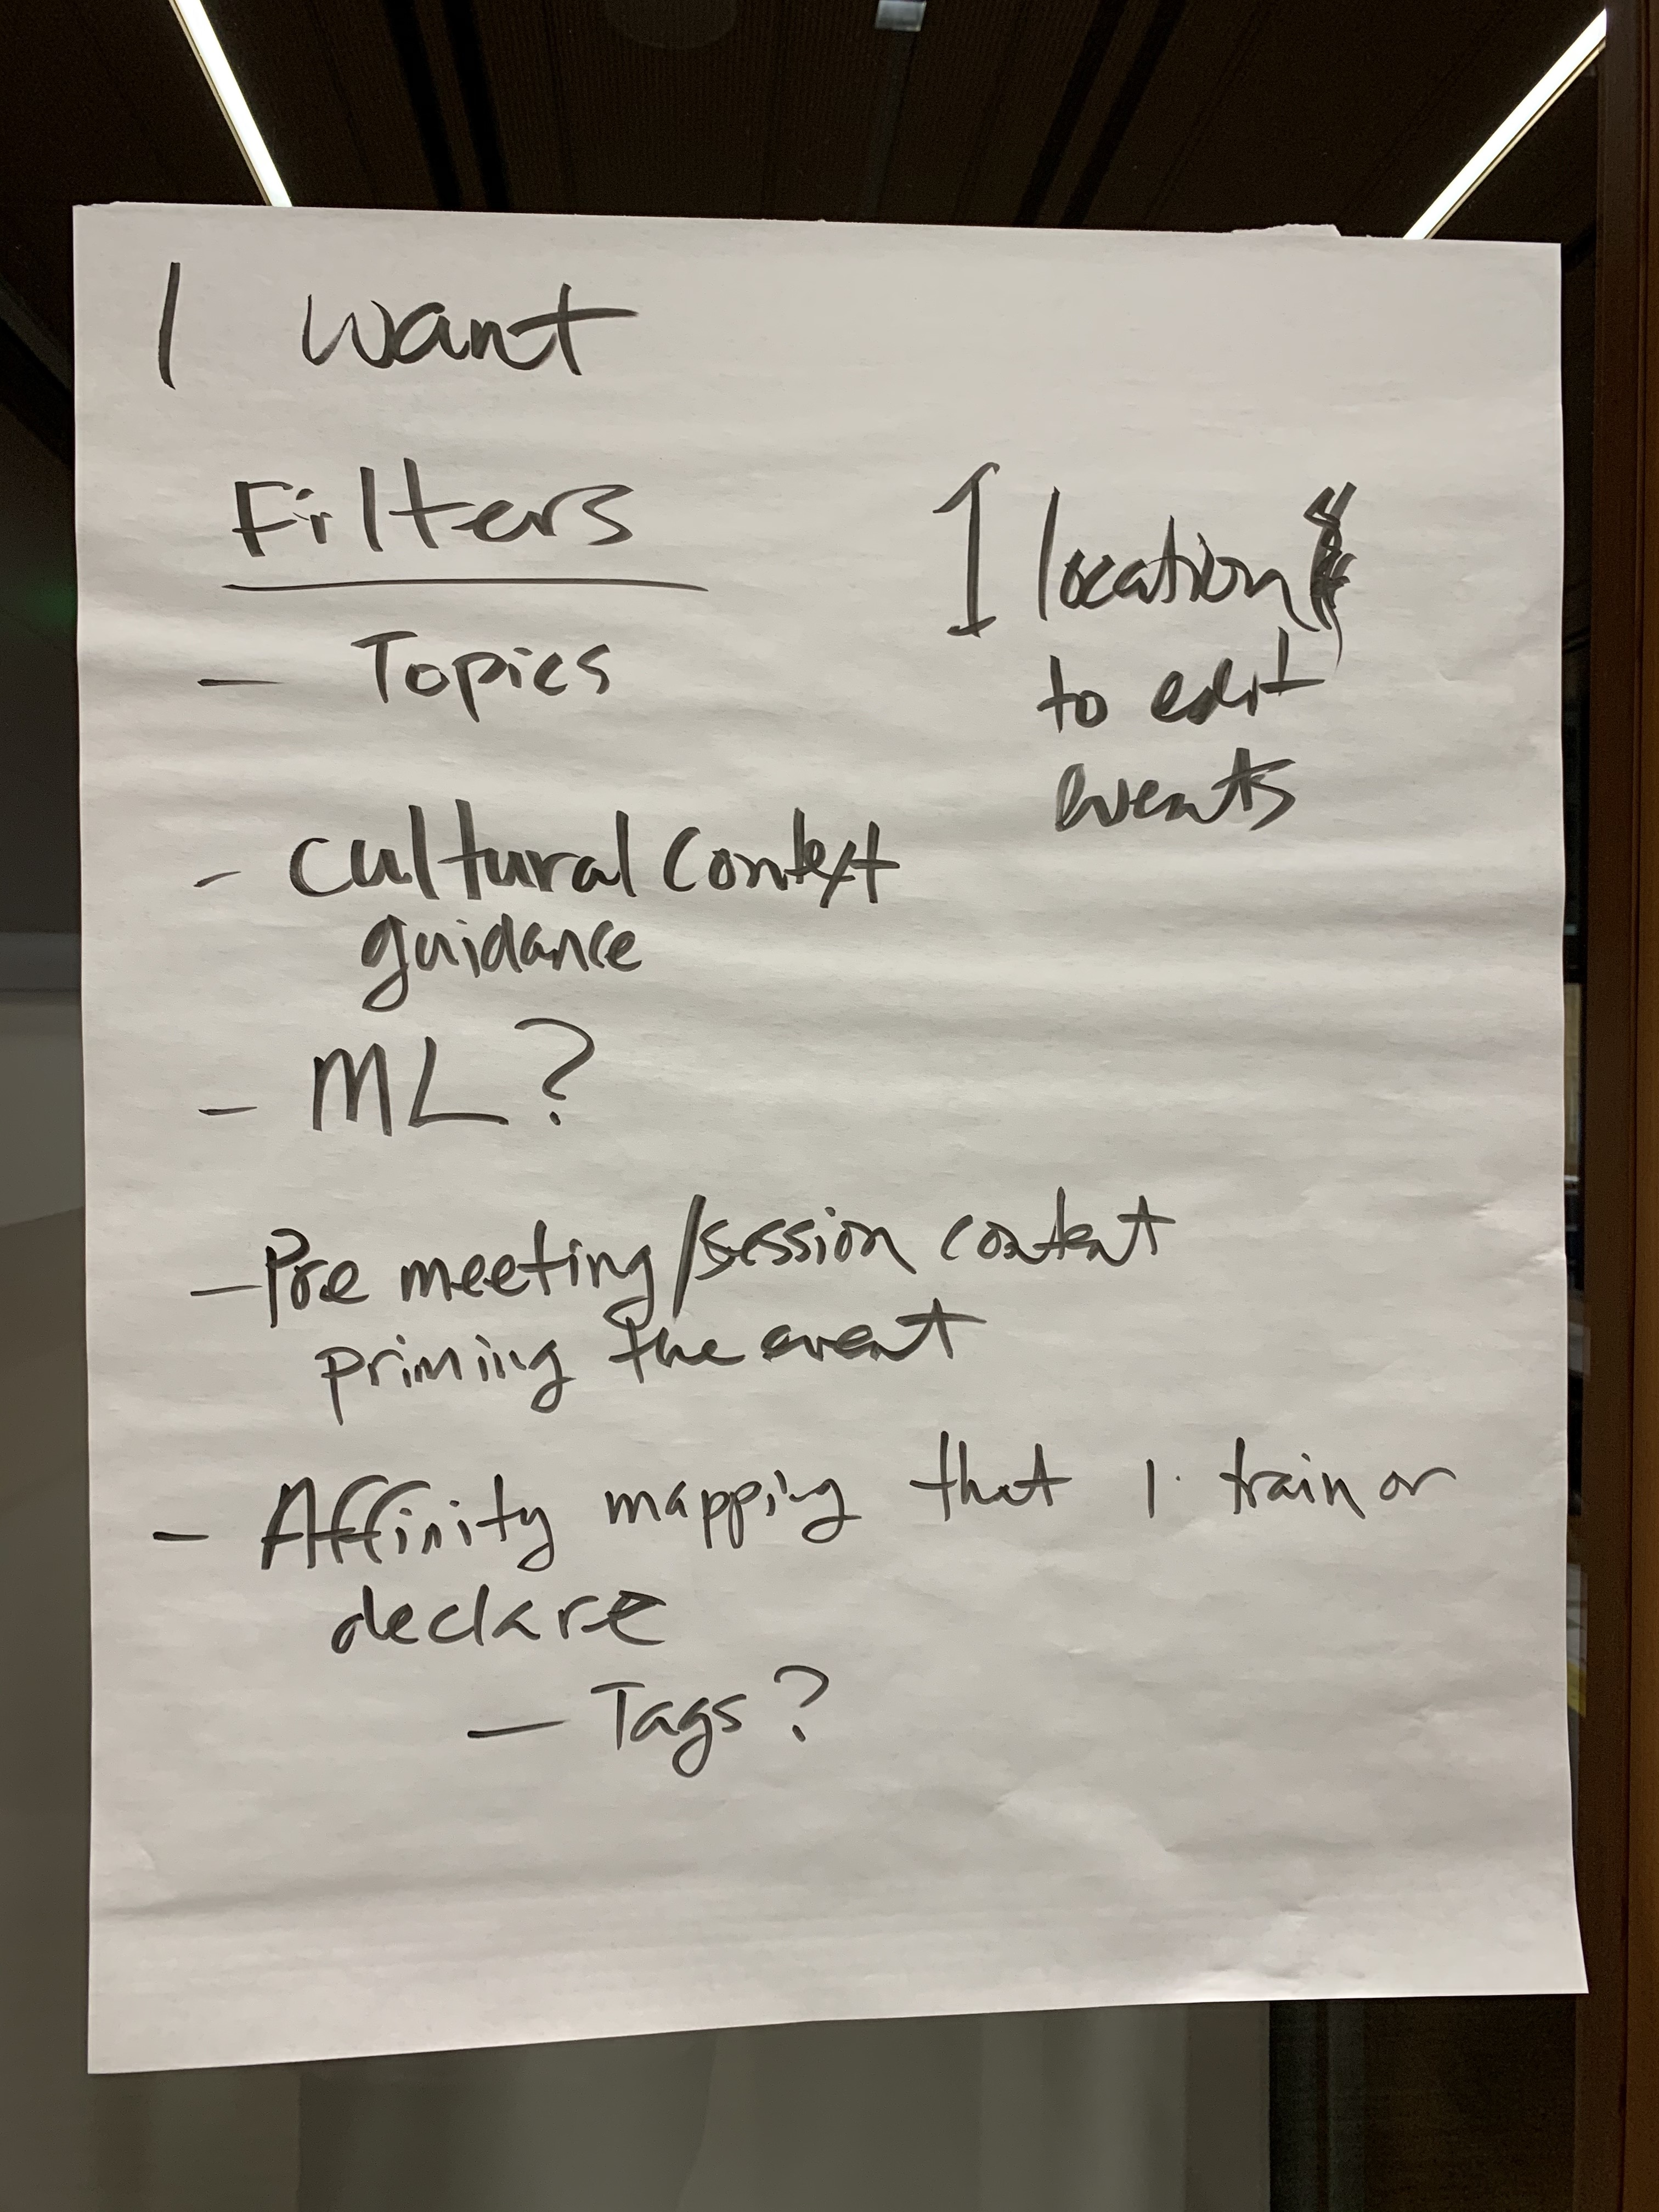 I want
Filters
- Topics
- Cultural Context
guidance
- ML?
- Pre meeting/session content
priming the event
- Affinity mapping that I train or
declare
- Tags?
1 location
to edit
events